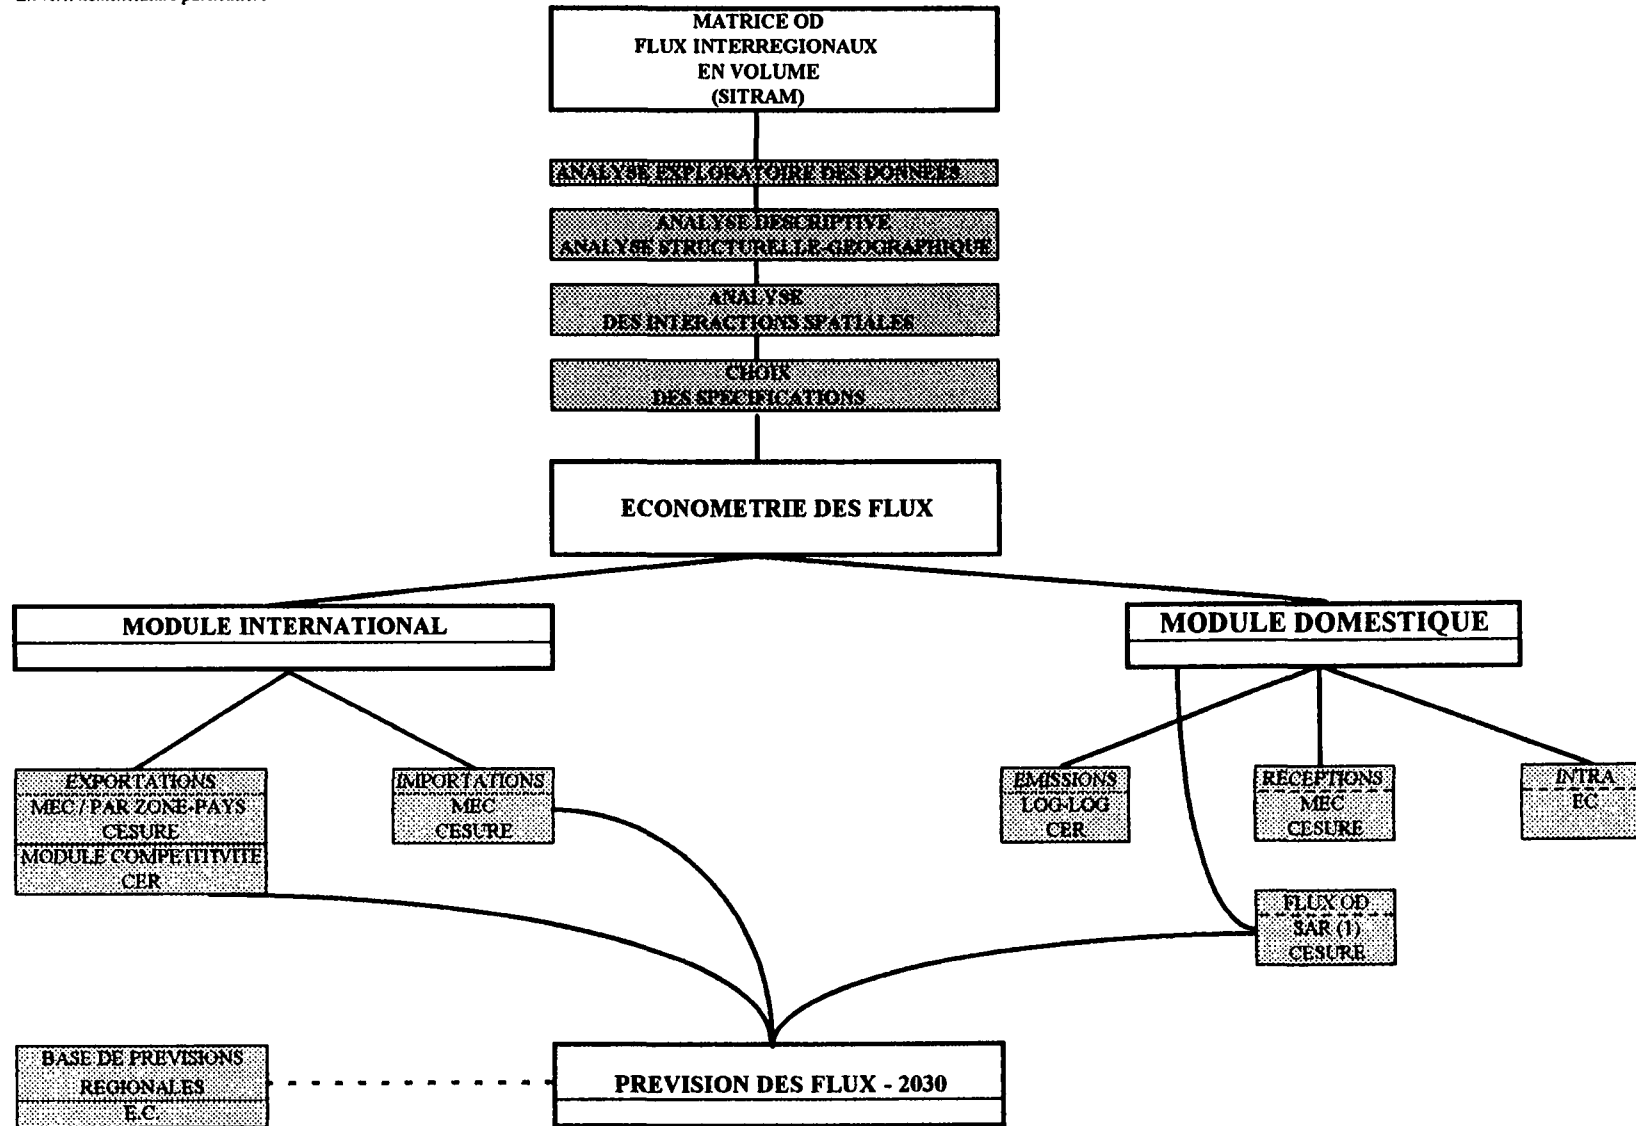 MATRICE OD
FLUX INTERREGIONAUX
EN VOLUME
(SITRAM)
ANALYSE EXPLORATOIRE DES DONNEES
ANALYSE DESCRIPTIVE
ANALYSE STRUCTURELLE-GEOGRAPHIQUE
ANALYSE
DES INTERACTIONS SPATIALES
CHOIX
DES SPECIFICATIONS
ECONOMETRIE DES FLUX
MODULE INTERNATIONAL
MODULE DOMESTIQUE
EXPORTATIONS
MEC / PAR ZONE-PAYS
CESURE
MODULE COMPETITIVITE
CER
IMPORTATIONS
MEC
CESURE
EMISSIONS
LOG-LOG
CER
RECEPTIONS
MEC
CESURE
INTRA
EC
FLUX OD
SAR (1)
CESURE
BASE DE PREVISIONS
REGIONALES
E.C.
PREVISION DES FLUX - 2030